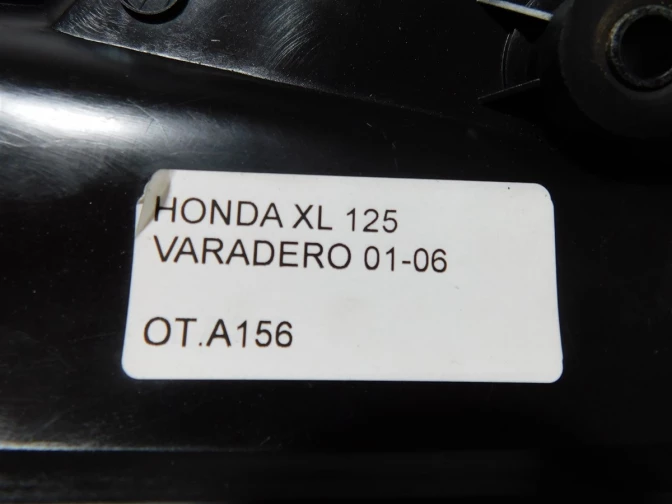 HONDA XL 125
VARADERO 01-06
OT.A156